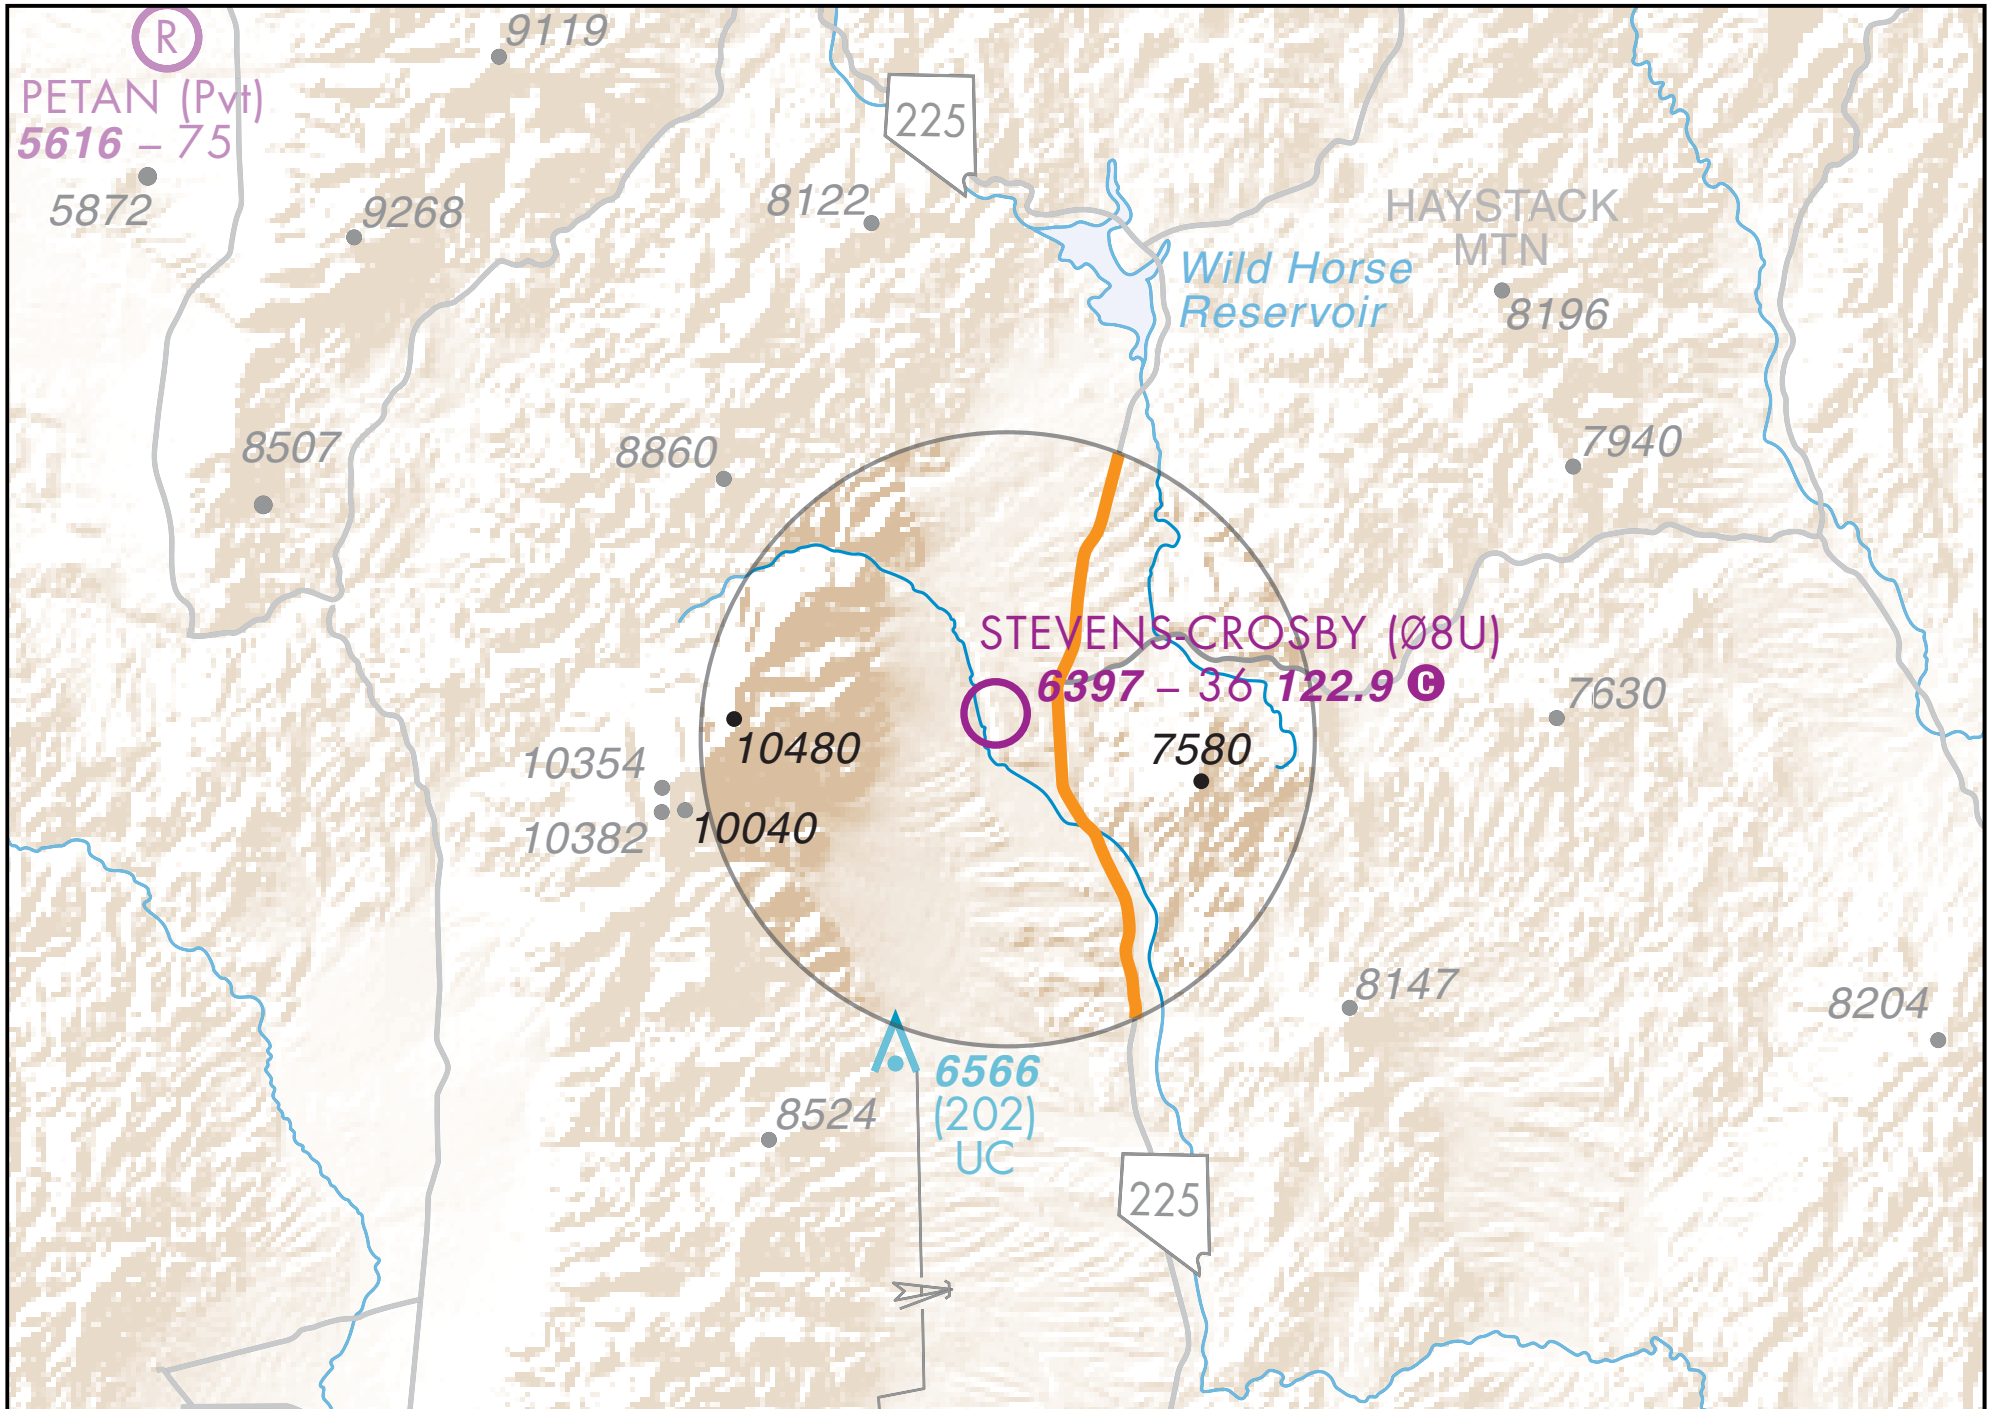 R
PETAN (Pvt)
5616 – 75
5872
9119
9268
225
8122
Wild Horse
Reservoir
HAYSTACK
MTN
8196
8507
8860
7940
STEVENS-CROSBY (Ø8U)
6397 – 36 122.9 C
7630
10480
7580
10354
10382
10040
8147
8204
6566
(202)
UC
8524
225